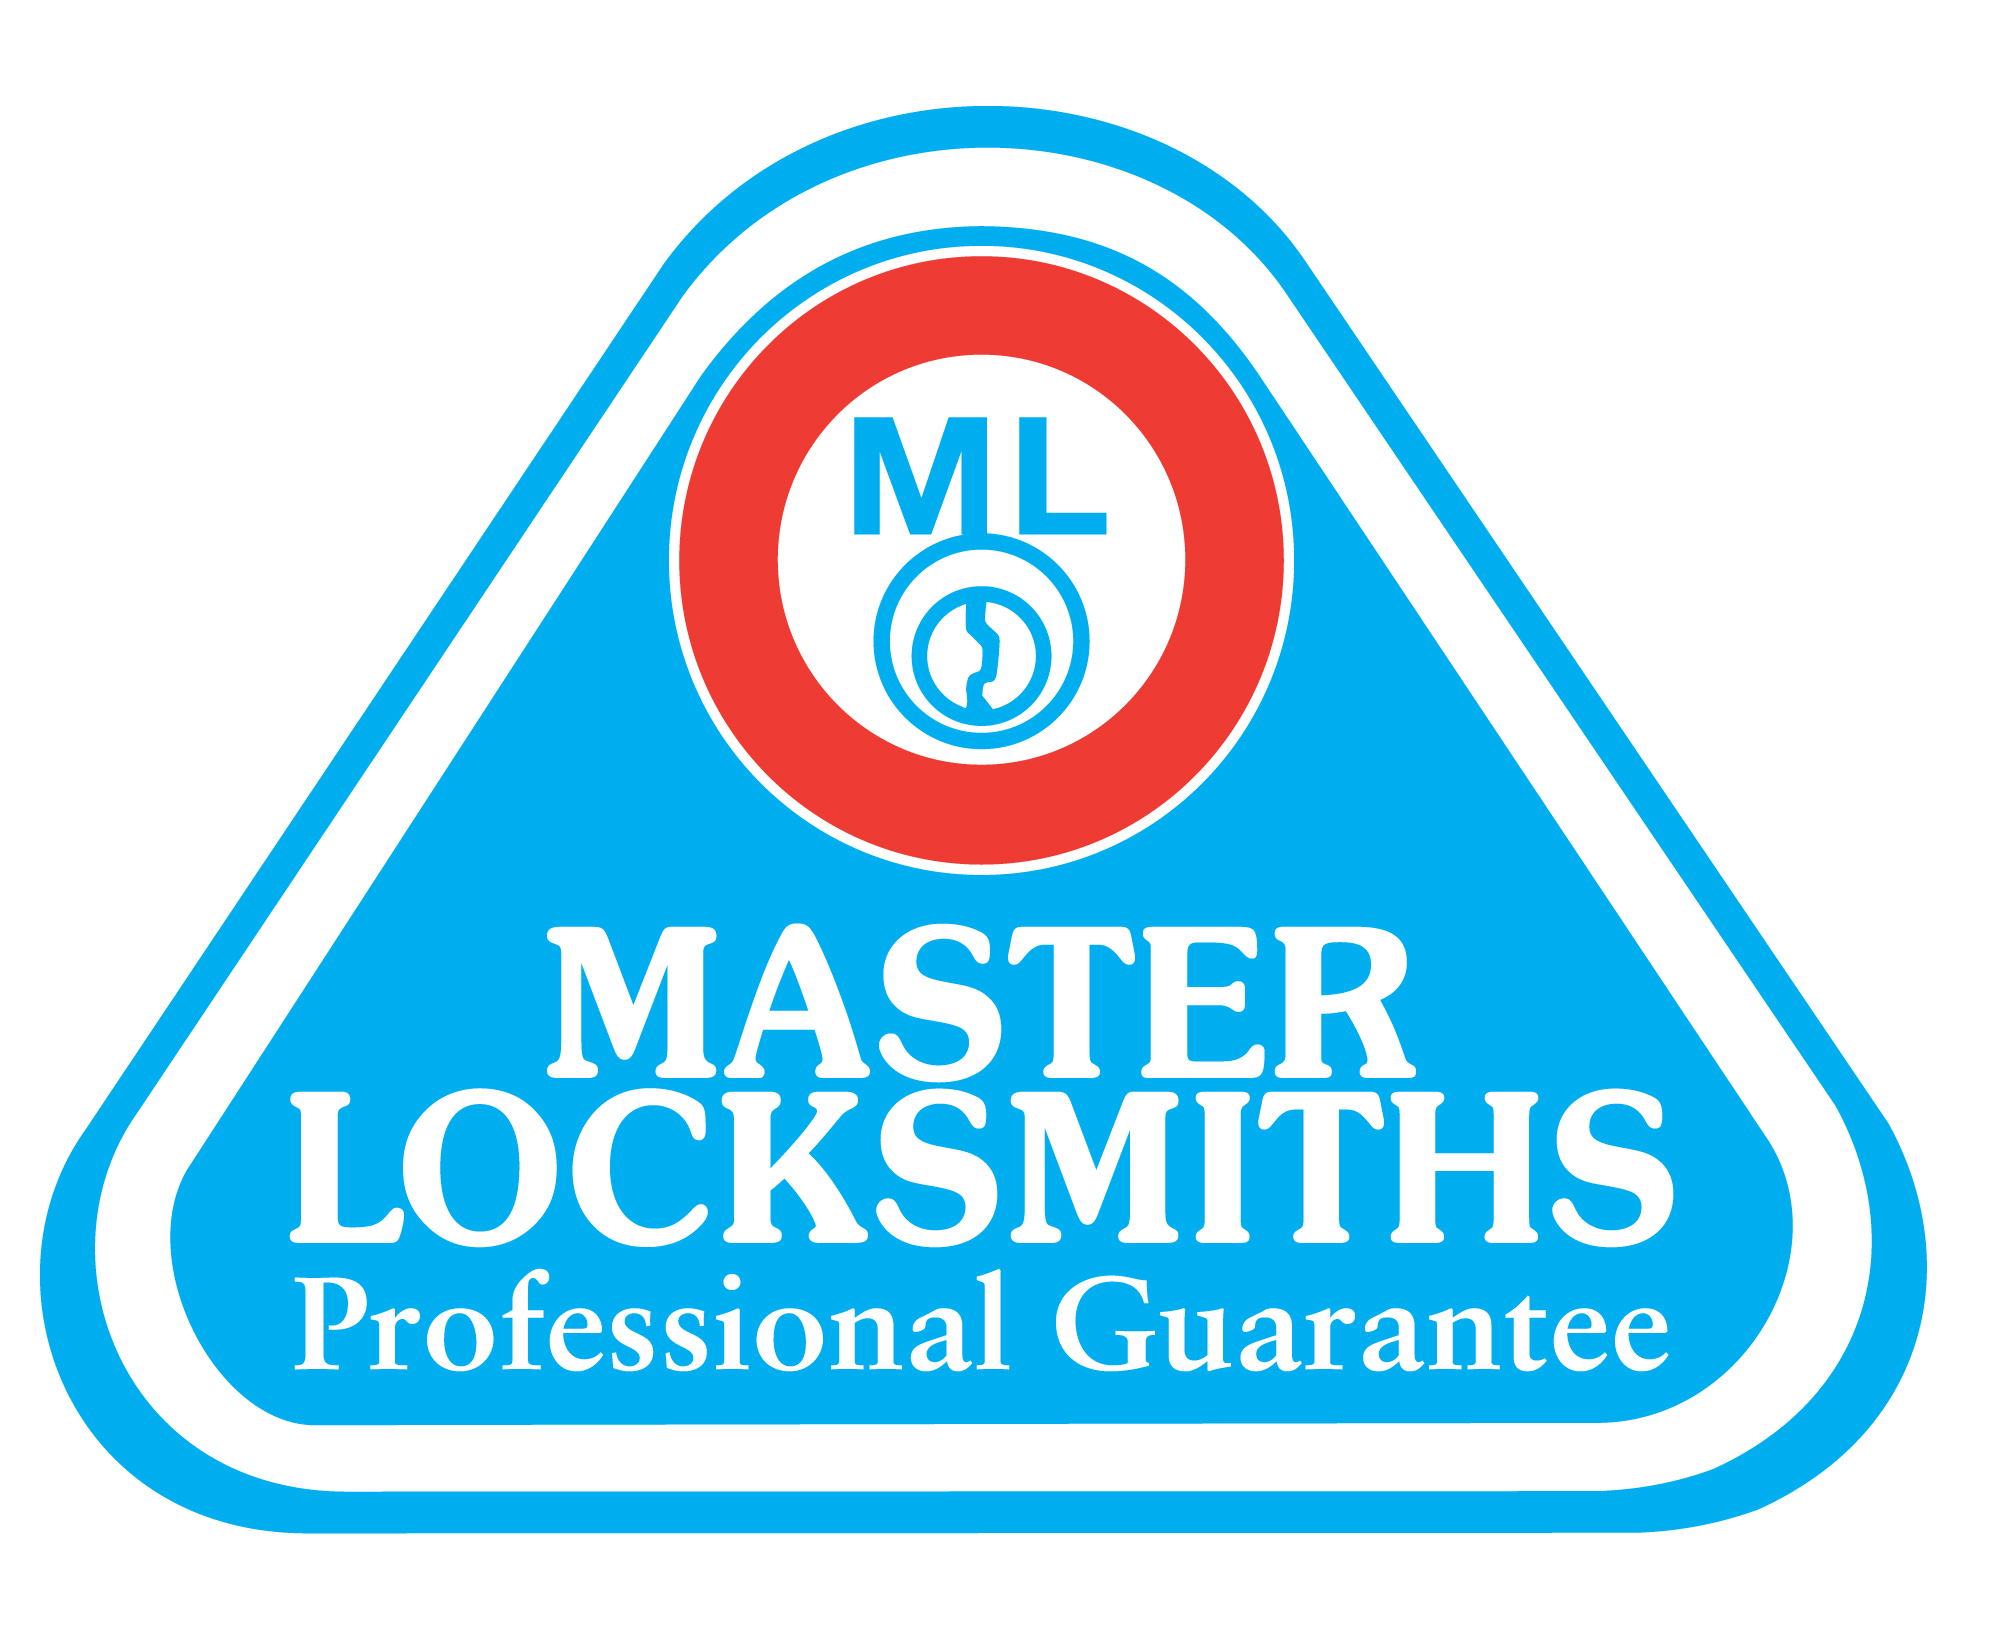 ML
MASTER
LOCKSMITHS
Professional Guarantee